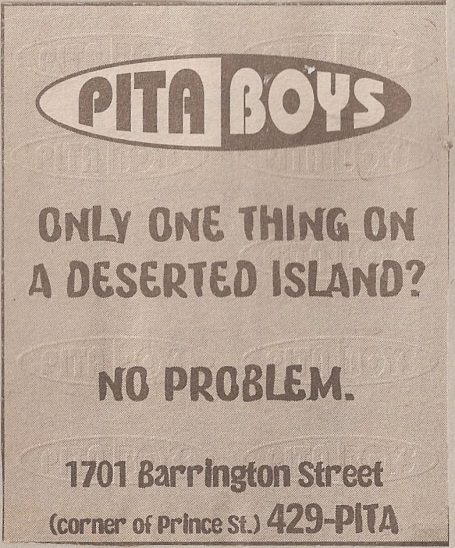 PITA BOYS
ONLY ONE THING ON
A DESERTED ISLAND?
NO PROBLEM.
1701 Barrington Street
(corner of Prince St.) 429-PITA